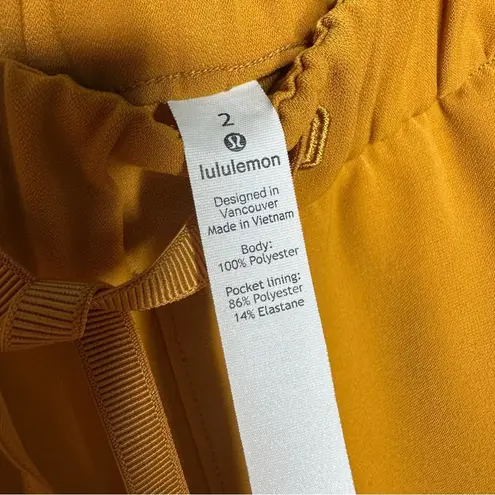 2
lululemon
Designed in
Vancouver
Made in Vietnam
Body:
100% Polyester
Pocket lining:
86% Polyester
14% Elastane